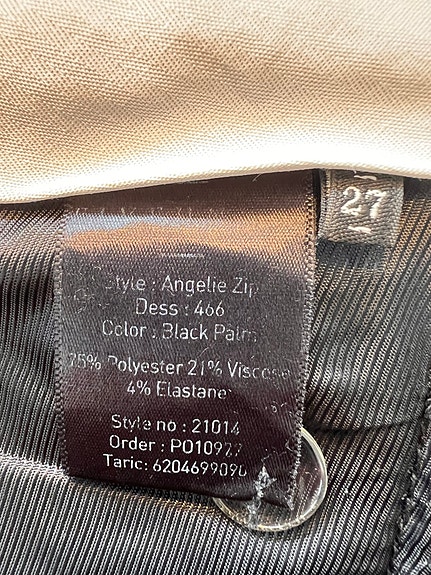 27
Style : Angelie Zip
Dess : 466
Color : Black Palm
75% Polyester 21% Viscose
4% Elastane
Style no : 21014
Order : PO10927
Taric: 6204699090